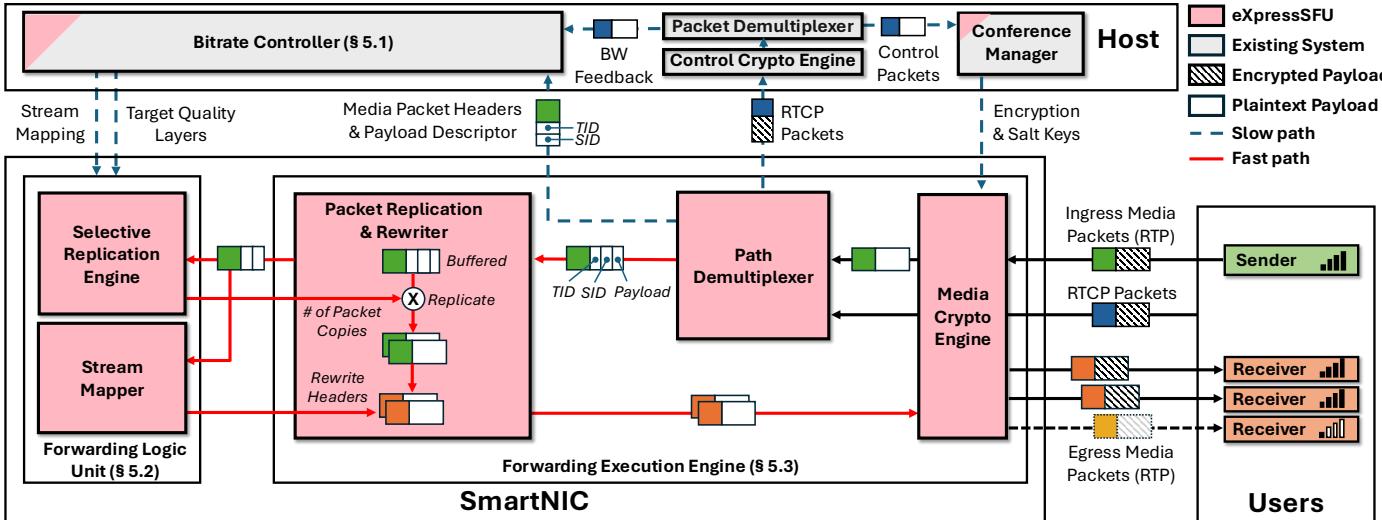 Bitrate Controller (§ 5.1)
BW
Feedback
Packet Demultiplexer
Control Crypto Engine
Control
Packets
Conference
Manager
Host
eXpressSFU
Existing System
Encrypted Payload
Plaintext Payload
Slow path
Fast path
Stream
Mapping
Target Quality
Layers
Media Packet Headers
& Payload Descriptor
TID
SID
RTCP
Packets
Encryption
& Salt Keys
Selective
Replication
Engine
Stream
Mapper
Forwarding Logic
Unit (§ 5.2)
Packet Replication
& Rewriter
Buffered
X
Replicate
# of Packet
Copies
Rewrite
Headers
TID SID Payload
Path
Demultiplexer
Media
Crypto
Engine
Forwarding Execution Engine (§ 5.3)
SmartNIC
Ingress Media
Packets (RTP)
RTCP Packets
Egress Media
Packets (RTP)
Sender
Receiver
Receiver
Receiver
Users